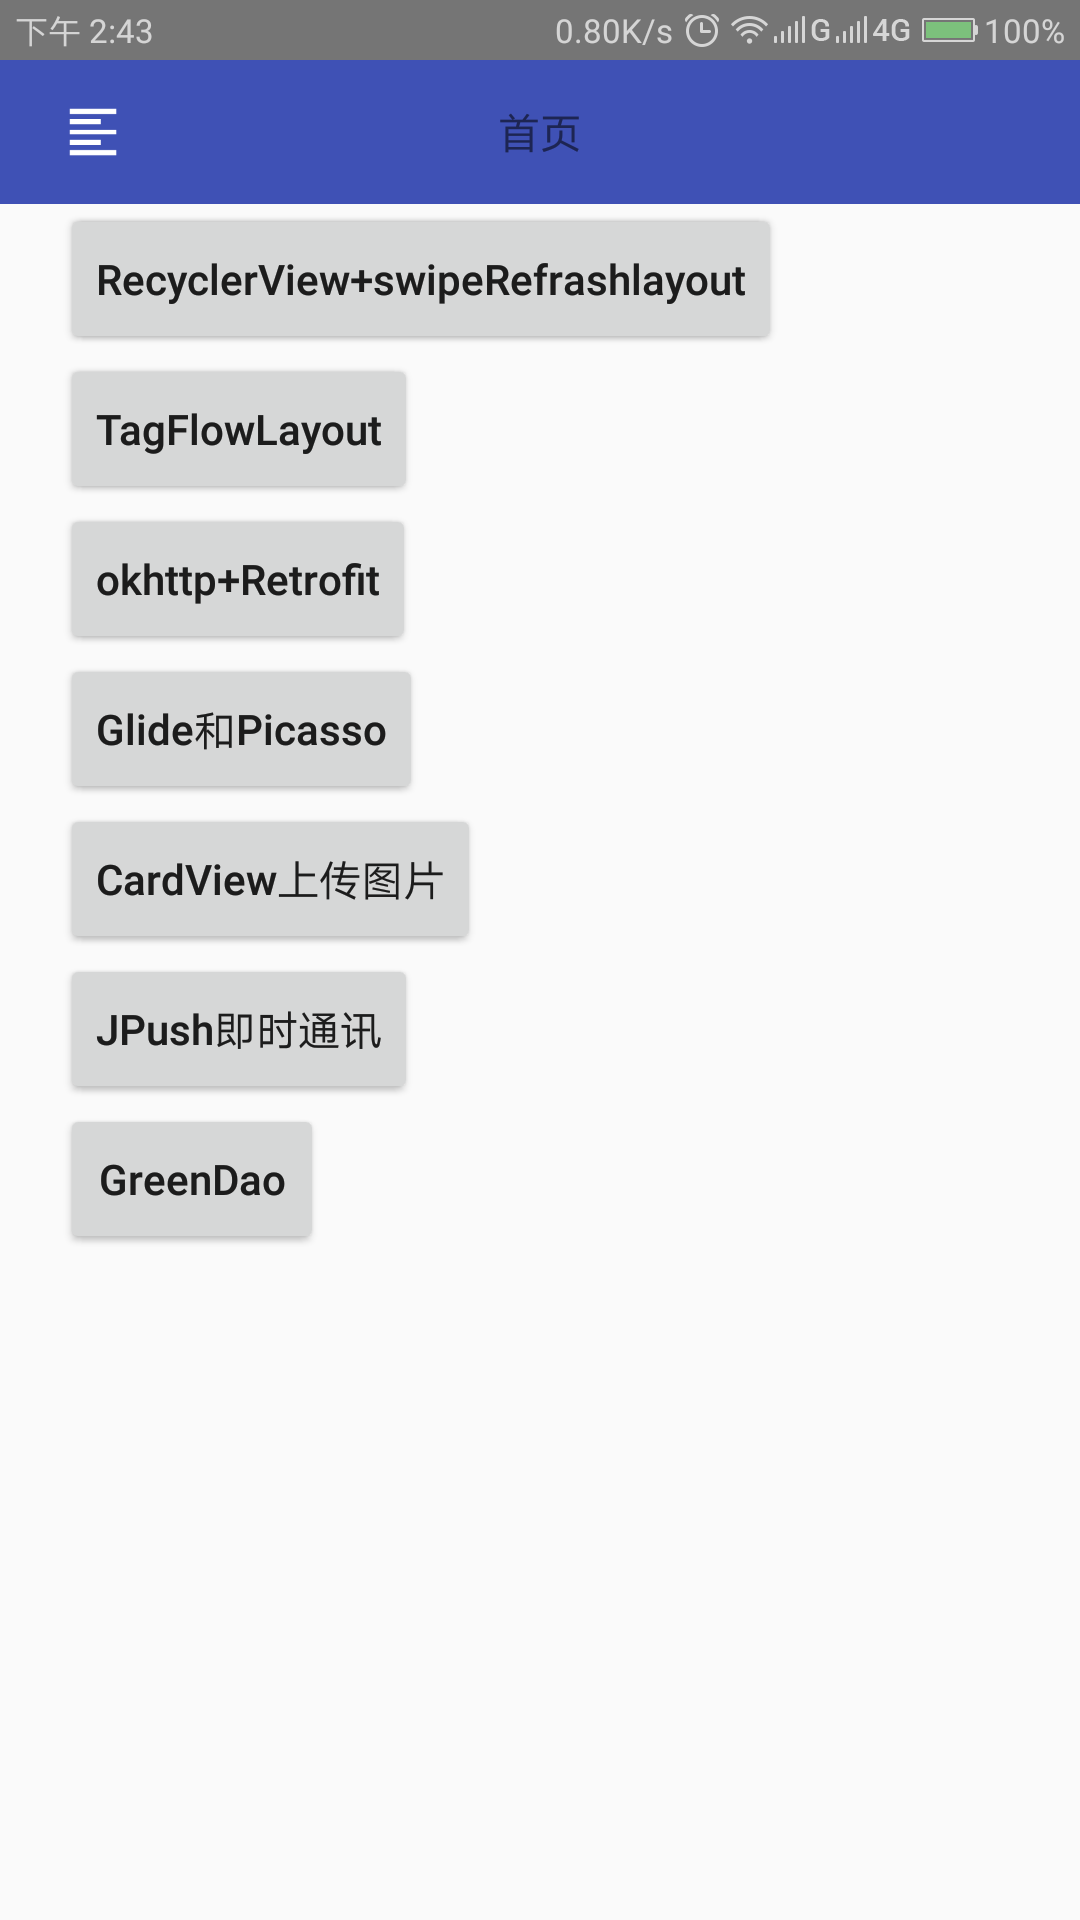 下午 2:43 0.80K/s G 4G 100%
首页
RecyclerView+swipeRefrashlayout
TagFlowLayout
okhttp+Retrofit
Glide和Picasso
CardView上传图片
JPush即时通讯
GreenDao